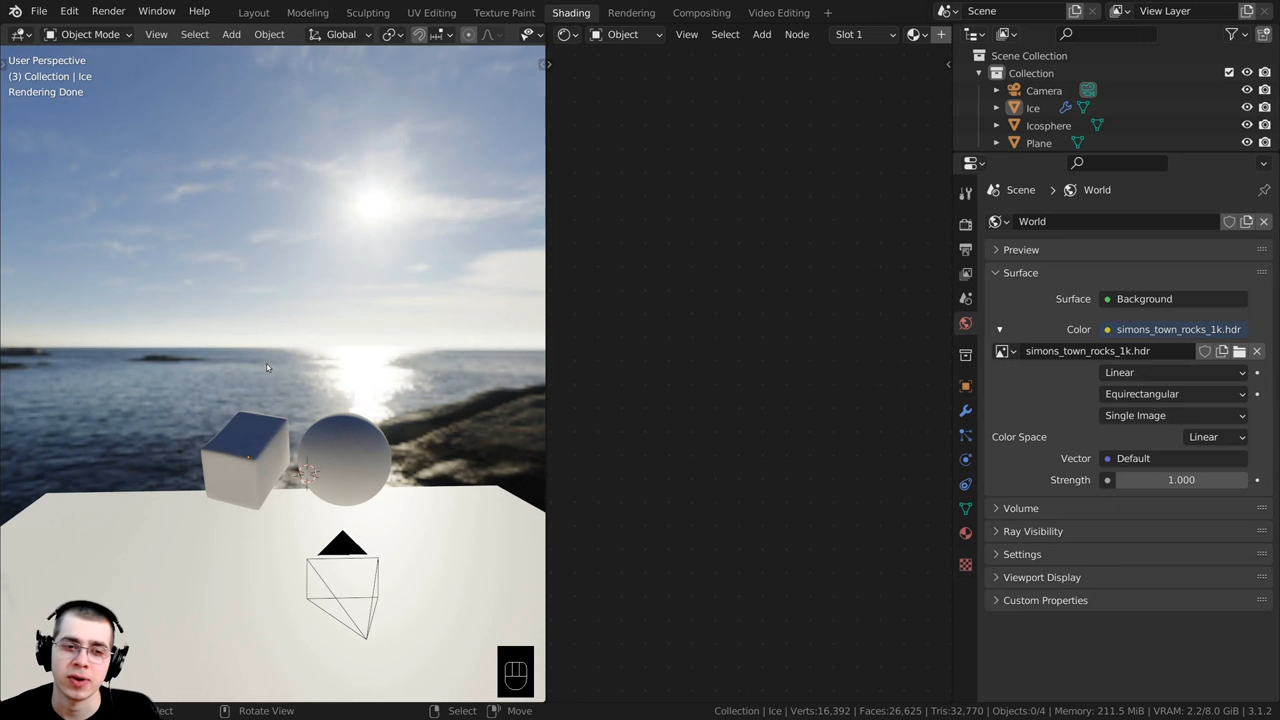 File Edit Render Window Help Layout Modeling Sculpting UV Editing Texture Paint Shading Rendering Compositing Video Editing + Scene View Layer
Object Mode View Select Add Object Global Object View Select Add Node Slot 1
User Perspective
(3) Collection | Ice
Rendering Done
Scene Collection
Collection
Camera
Ice
Icosphere
Plane
Scene > World
World
Preview
Surface
Surface Background
Color simons_town_rocks_1k.hdr
simons_town_rocks_1k.hdr
Linear
Equirectangular
Single Image
Color Space Linear
Vector Default
Strength 1.000
Volume
Ray Visibility
Settings
Viewport Display
Custom Properties
Rotate View Select Move Collection | Ice | Verts:16,392 | Faces:26,625 | Tris:32,770 | Objects:0/4 | Memory: 211.5 MiB | VRAM: 2.2/8.0 GiB | 3.1.2